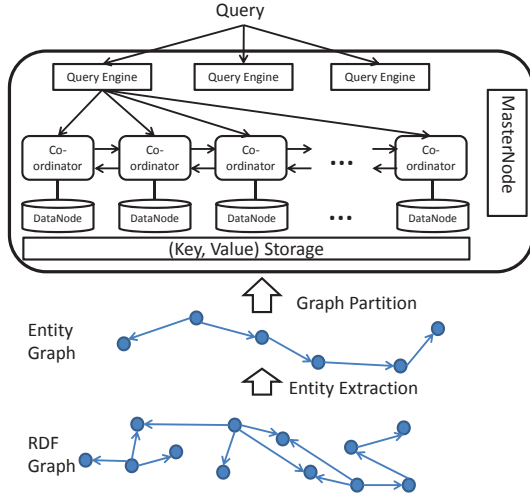 Query
Query Engine
Query Engine
Query Engine
MasterNode
Co-
ordinator
Co-
ordinator
Co-
ordinator
...
Co-
ordinator
DataNode
DataNode
DataNode
...
DataNode
(Key, Value) Storage
Graph Partition
Entity
Graph
Entity Extraction
RDF
Graph